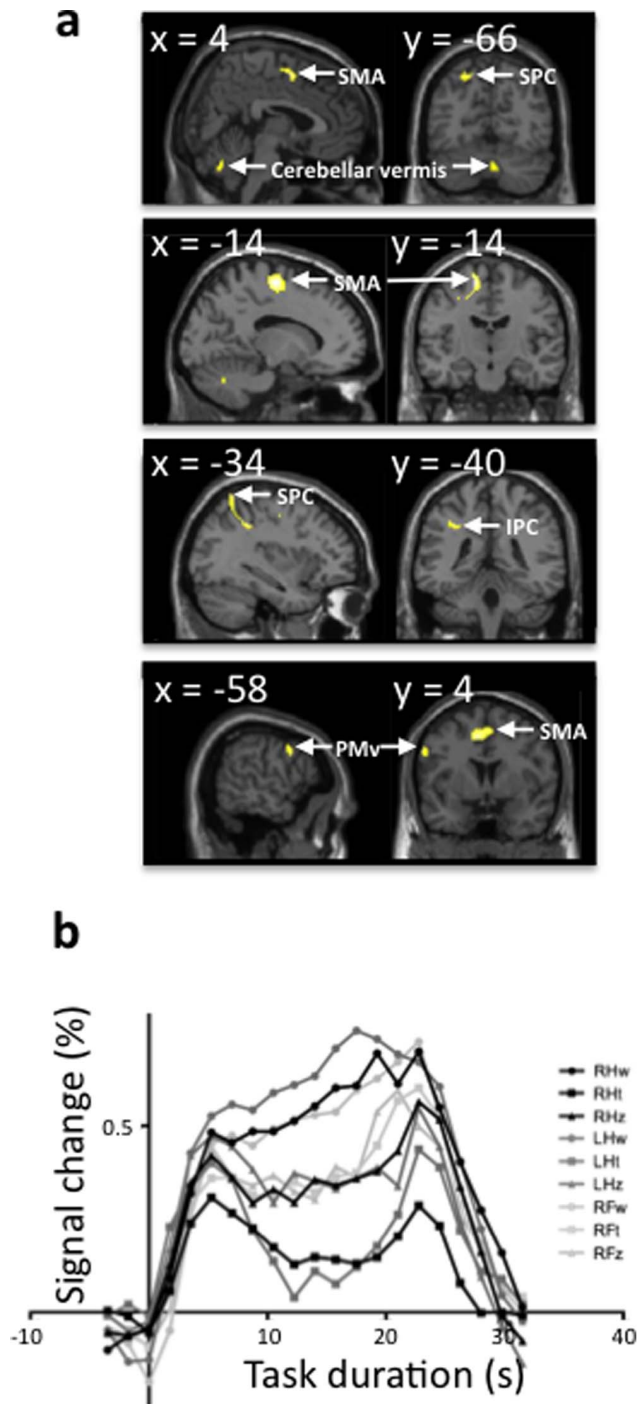 a
x = 4 y = -66
SMA SPC
Cerebellar vermis
x = -14 y = -14
SMA
x = -34 y = -40
SPC IPC
x = -58 y = 4
PMv SMA
b
Signal change (%)
0.5
RHw
RHt
RHz
LHw
LHt
LHz
RFw
RFt
RFz
-10 10 20 30 40
Task duration (s)